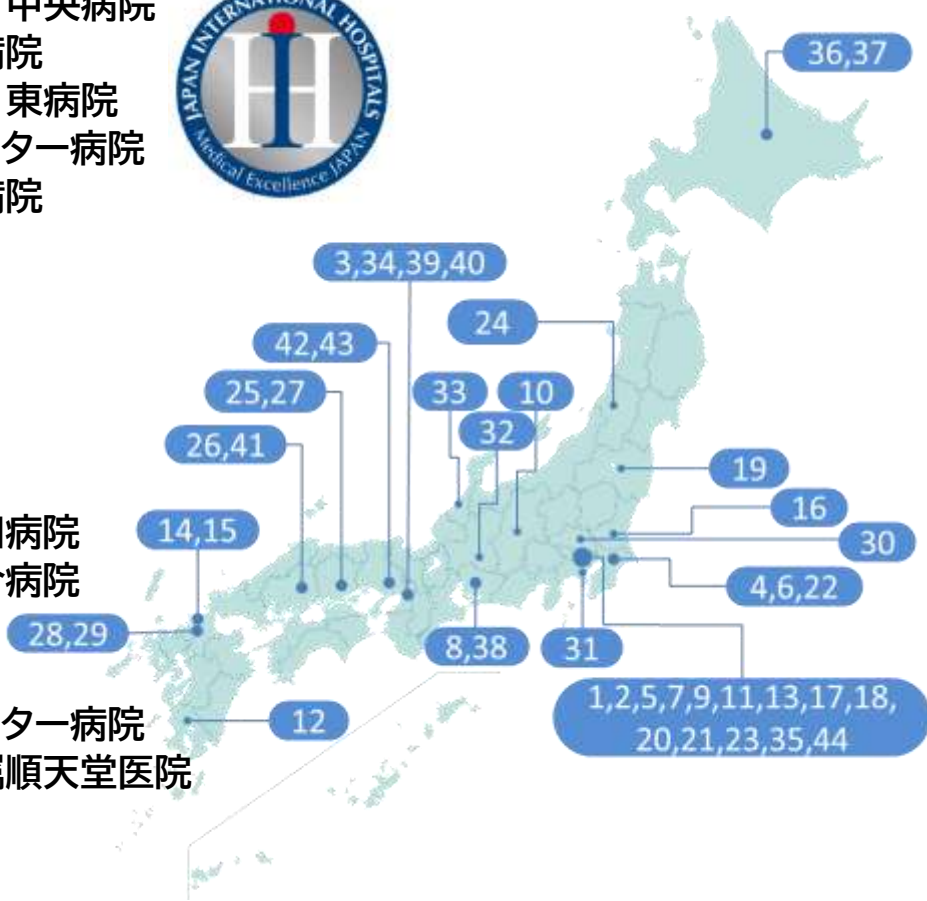 中央病院
病院
東病院
ター病院
病院
JAPAN INTERNATIONAL HOSPITALS
Medical Excellence JAPAN
36,37
3,34,39,40
24
42,43
25,27
33
10
32
26,41
19
16
14,15
30
病院
病院
4,6,22
28,29
8,38
31
1,2,5,7,9,11,13,17,18,
20,21,23,35,44
12
ター病院
順天堂医院